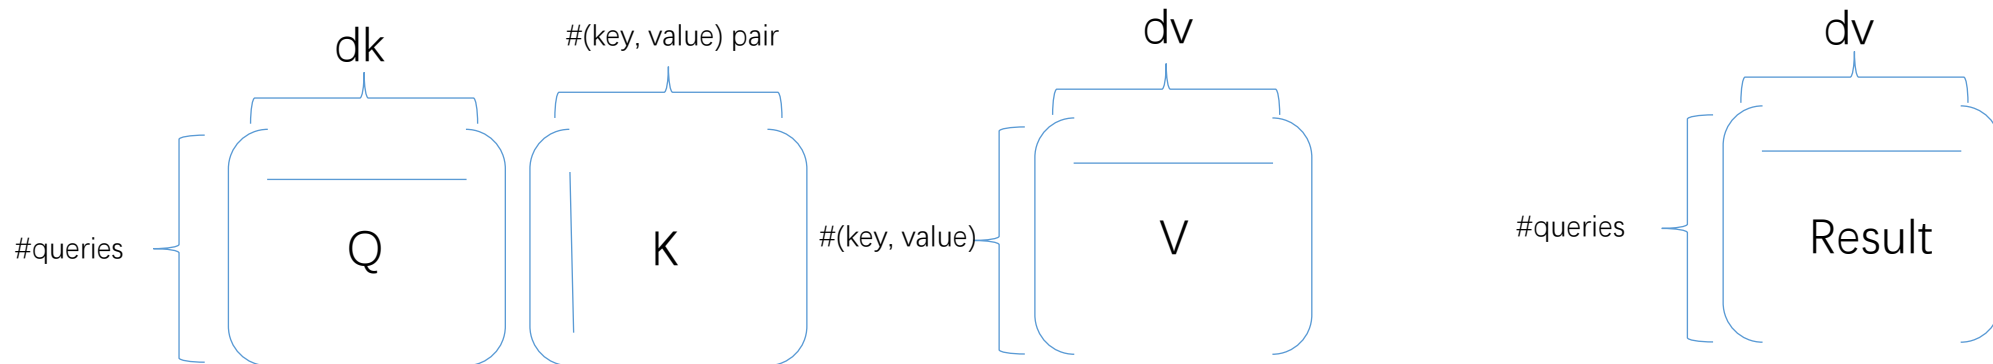 dk
#(key, value) pair
dv
dv
#queries
Q
K
#(key, value)
V
#queries
Result